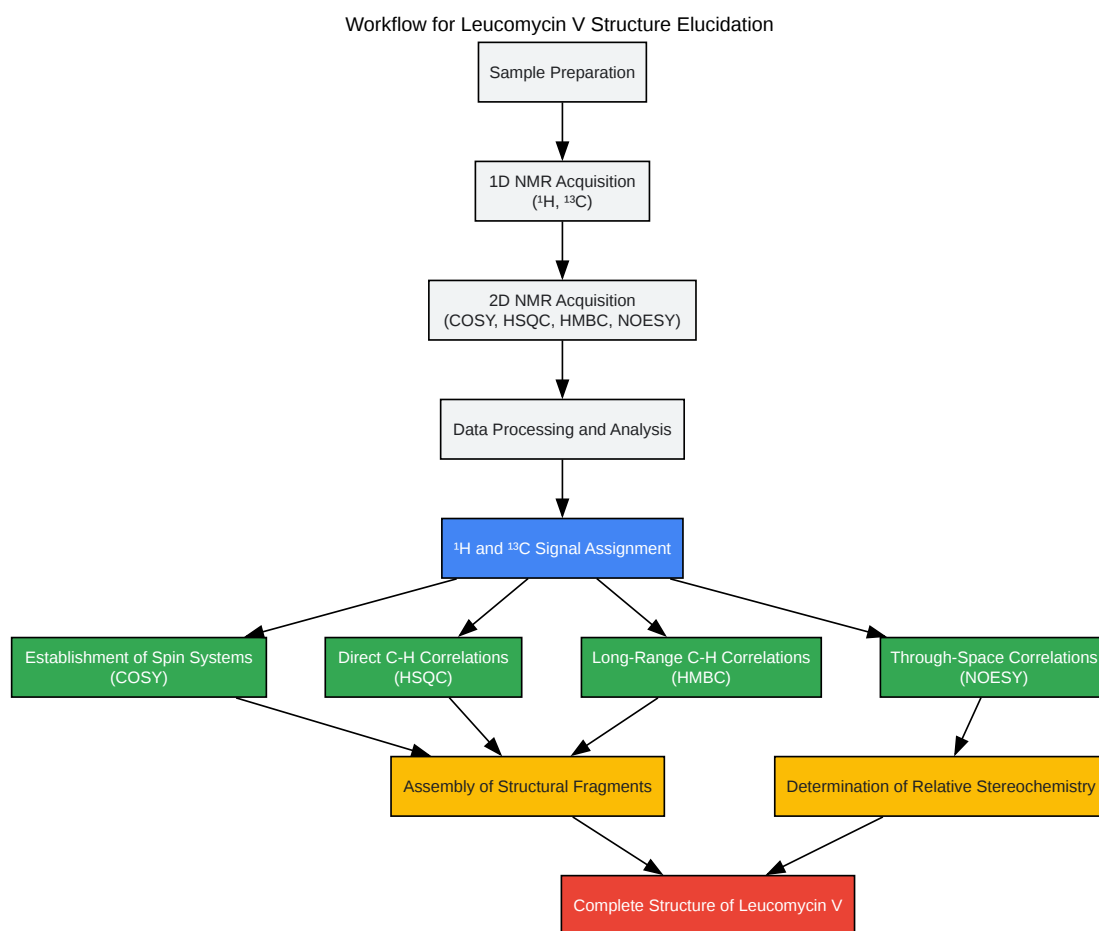 Workflow for Leucomycin V Structure Elucidation
Sample Preparation
1D NMR Acquisition
(¹H, ¹³C)
2D NMR Acquisition
(COSY, HSQC, HMBC, NOESY)
Data Processing and Analysis
¹H and ¹³C Signal Assignment
Establishment of Spin Systems
(COSY)
Direct C-H Correlations
(HSQC)
Long-Range C-H Correlations
(HMBC)
Through-Space Correlations
(NOESY)
Assembly of Structural Fragments
Determination of Relative Stereochemistry
Complete Structure of Leucomycin V